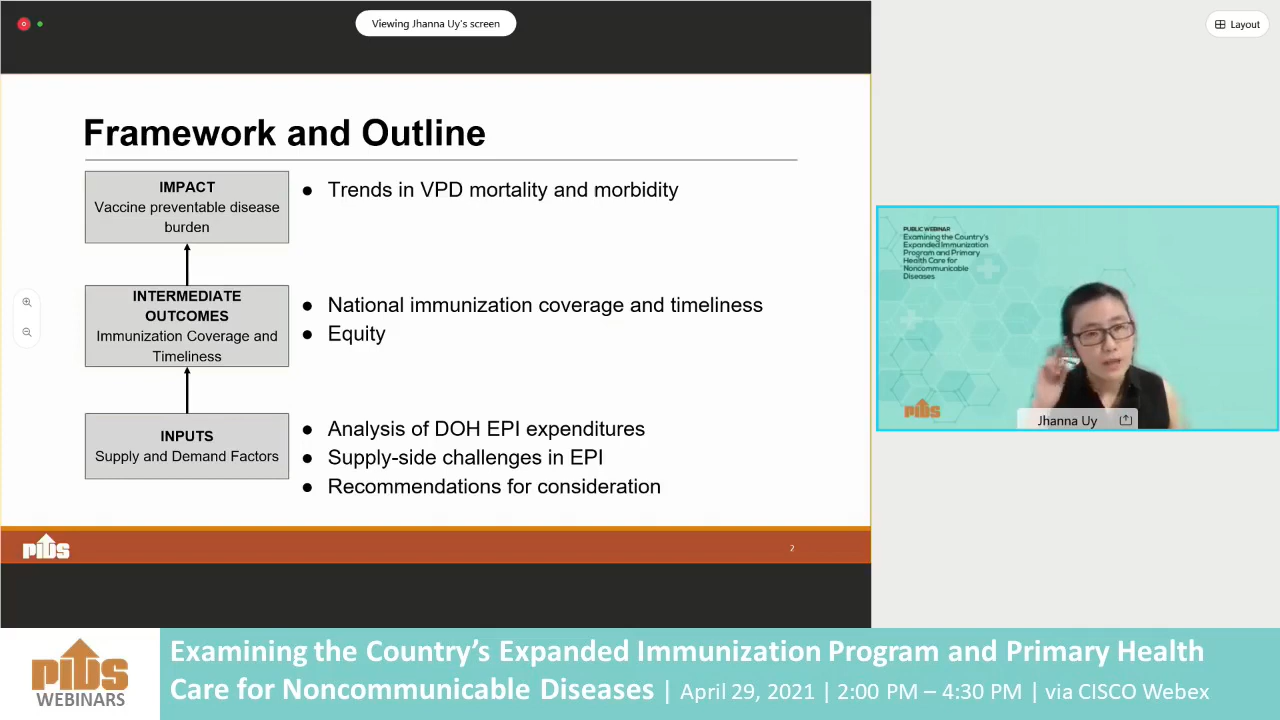 Viewing Jhanna Uy's screen
Layout
Framework and Outline
IMPACT
Vaccine preventable disease
burden
● Trends in VPD mortality and morbidity
INTERMEDIATE
OUTCOMES
Immunization Coverage and
Timeliness
● National immunization coverage and timeliness
● Equity
INPUTS
Supply and Demand Factors
● Analysis of DOH EPI expenditures
● Supply-side challenges in EPI
● Recommendations for consideration
PIDS
2
PUBLIC WEBINAR
Examining the Country's
Expanded Immunization
Program and Primary
Health Care for
Noncommunicable
Diseases
PIDS
Jhanna Uy
PIDS
WEBINARS
Examining the Country's Expanded Immunization Program and Primary Health
Care for Noncommunicable Diseases | April 29, 2021 | 2:00 PM – 4:30 PM | via CISCO Webex